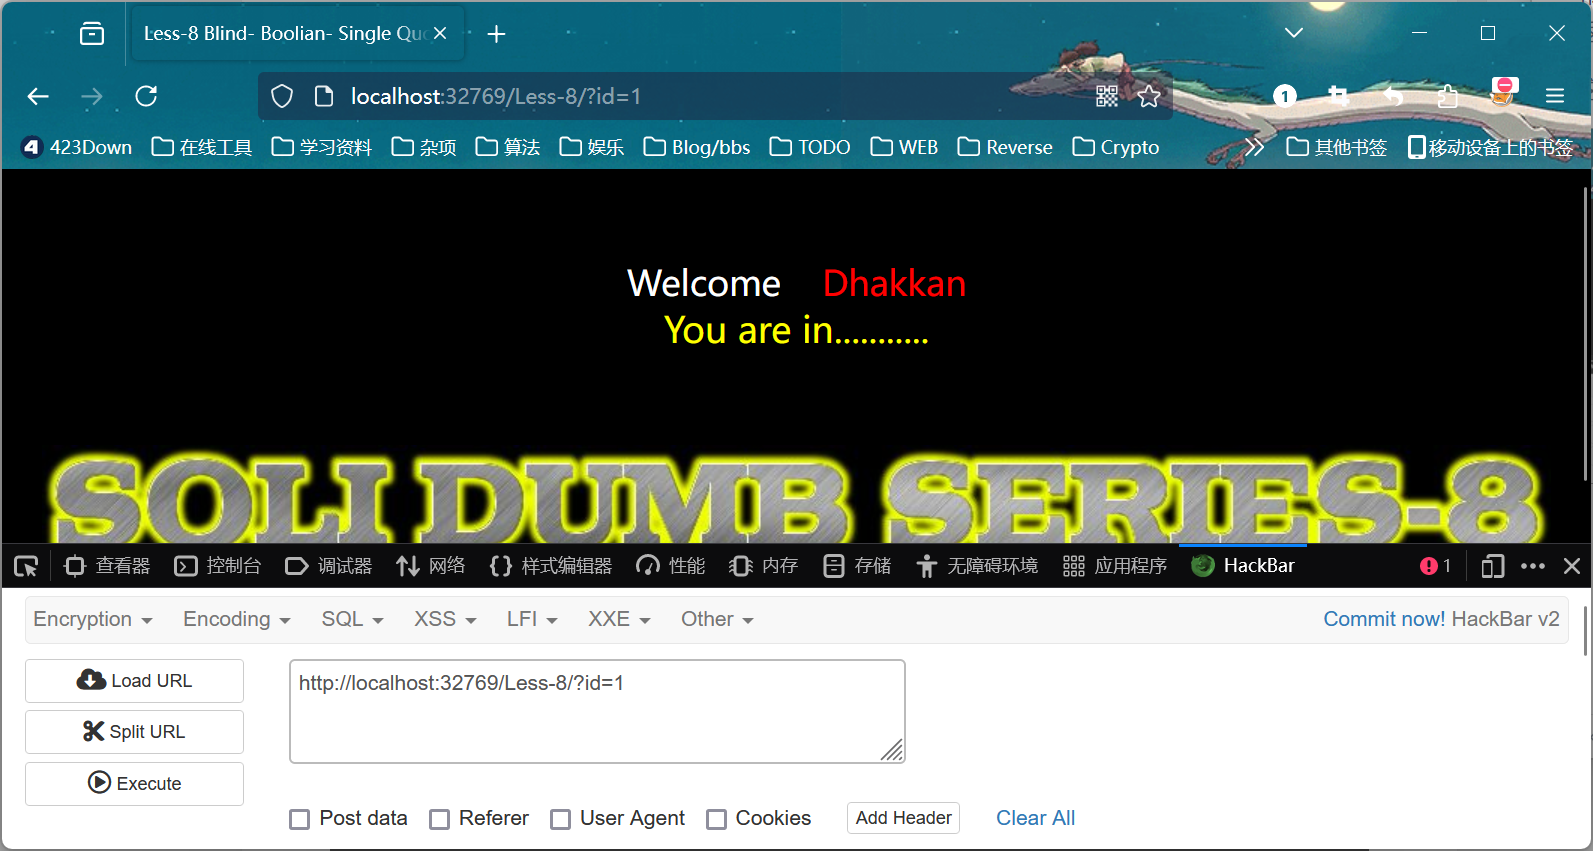 Less-8 Blind- Boolian- Single Quo
localhost:32769/Less-8/?id=1
1
423Down 在线工具 学习资料 杂项 算法 娱乐 Blog/bbs TODO WEB Reverse Crypto 其他书签 移动设备上的书签
Welcome Dhakkan
You are in...........
SQLI DUMB SERIES-8
查看器 控制台 调试器 网络 样式编辑器 性能 内存 存储 无障碍环境 应用程序 HackBar 1
Encryption Encoding SQL XSS LFI XXE Other Commit now! HackBar v2
Load URL
http://localhost:32769/Less-8/?id=1
Split URL
Execute
Post data Referer User Agent Cookies Add Header Clear All